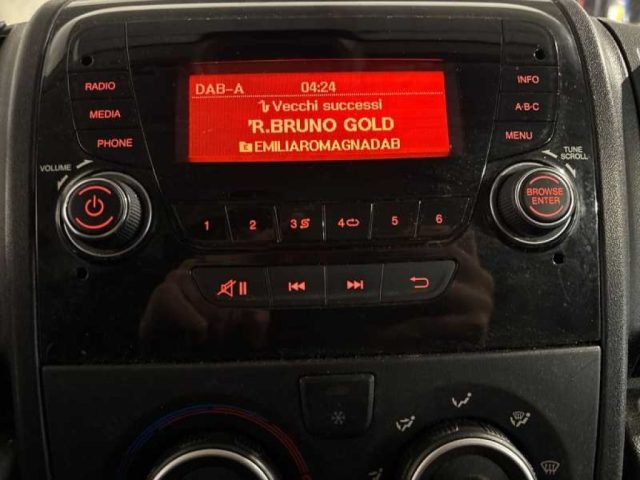 RADIO
MEDIA
PHONE
VOLUME
DAB-A 04:24
Vecchi successi
'R.BRUNO GOLD
E EMILIAROMAGNADAB
INFO
A·B·C
MENU
TUNE
SCROLL
BROWSE
ENTER
1 2 3 4 5 6